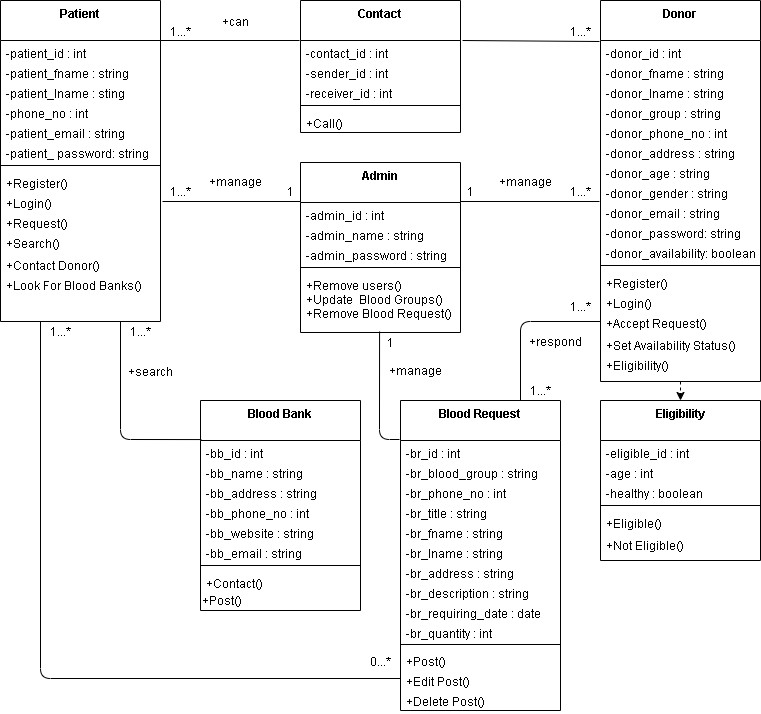 Patient
-patient_id : int
-patient_fname : string
-patient_lname : sting
-phone_no : int
-patient_email : string
-patient_ password: string
+Register()
+Login()
+Request()
+Search()
+Contact Donor()
+Look For Blood Banks()
1...*
+can
Contact
-contact_id : int
-sender_id : int
-receiver_id : int
+Call()
1...*
Donor
-donor_id : int
-donor_fname : string
-donor_lname : string
-donor_group : string
-donor_phone_no : int
-donor_address : string
-donor_age : string
-donor_gender : string
-donor_email : string
-donor_password: string
-donor_availability: boolean
+Register()
+Login()
+Accept Request()
+Set Availability Status()
+Eligibility()
1...*
+manage
1
Admin
-admin_id : int
-admin_name : string
-admin_password : string
+Remove users()
+Update  Blood Groups()
+Remove Blood Request()
1
+manage
1...*
1...*
1...*
+search
1
+manage
1...*
+respond
1...*
Blood Bank
-bb_id : int
-bb_name : string
-bb_address : string
-bb_phone_no : int
-bb_website : string
-bb_email : string
+Contact()
+Post()
Blood Request
-br_id : int
-br_blood_group : string
-br_phone_no : int
-br_title : string
-br_fname : string
-br_lname : string
-br_address : string
-br_description : string
-br_requiring_date : date
-br_quantity : int
+Post()
+Edit Post()
+Delete Post()
0...*
Eligibility
-eligible_id : int
-age : int
-healthy : boolean
+Eligible()
+Not Eligible()